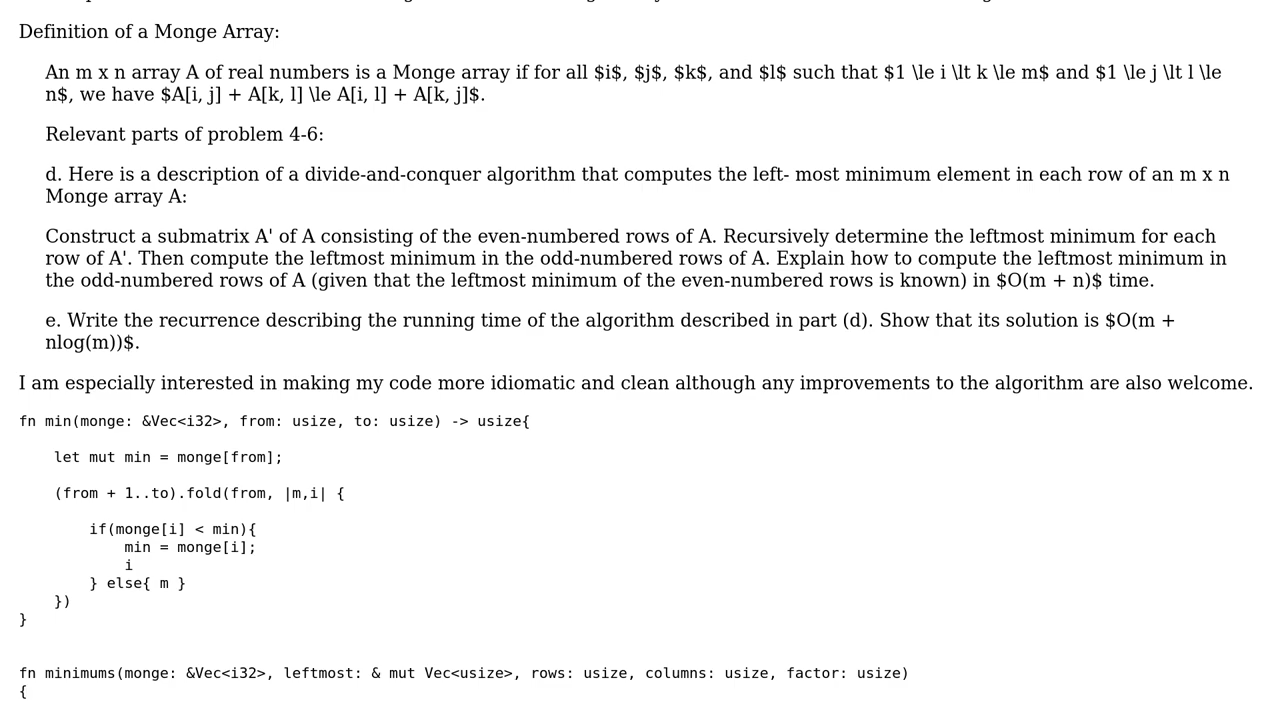 Definition of a Monge Array:
An m x n array A of real numbers is a Monge array if for all $i$, $j$, $k$, and $l$ such that $1 \le i \lt k \le m$ and $1 \le j \lt l \le
n$, we have $A[i, j] + A[k, l] \le A[i, l] + A[k, j]$.
Relevant parts of problem 4-6:
d. Here is a description of a divide-and-conquer algorithm that computes the left- most minimum element in each row of an m x n
Monge array A:
Construct a submatrix A' of A consisting of the even-numbered rows of A. Recursively determine the leftmost minimum for each
row of A'. Then compute the leftmost minimum in the odd-numbered rows of A. Explain how to compute the leftmost minimum in
the odd-numbered rows of A (given that the leftmost minimum of the even-numbered rows is known) in $O(m + n)$ time.
e. Write the recurrence describing the running time of the algorithm described in part (d). Show that its solution is $O(m +
nlog(m))$.
I am especially interested in making my code more idiomatic and clean although any improvements to the algorithm are also welcome.
fn min(monge: &Vec<i32>, from: usize, to: usize) -> usize{
    let mut min = monge[from];
    (from + 1..to).fold(from, |m,i| {
        if(monge[i] < min){
            min = monge[i];
            i
        } else{ m }
    })
}
fn minimums(monge: &Vec<i32>, leftmost: & mut Vec<usize>, rows: usize, columns: usize, factor: usize)
{